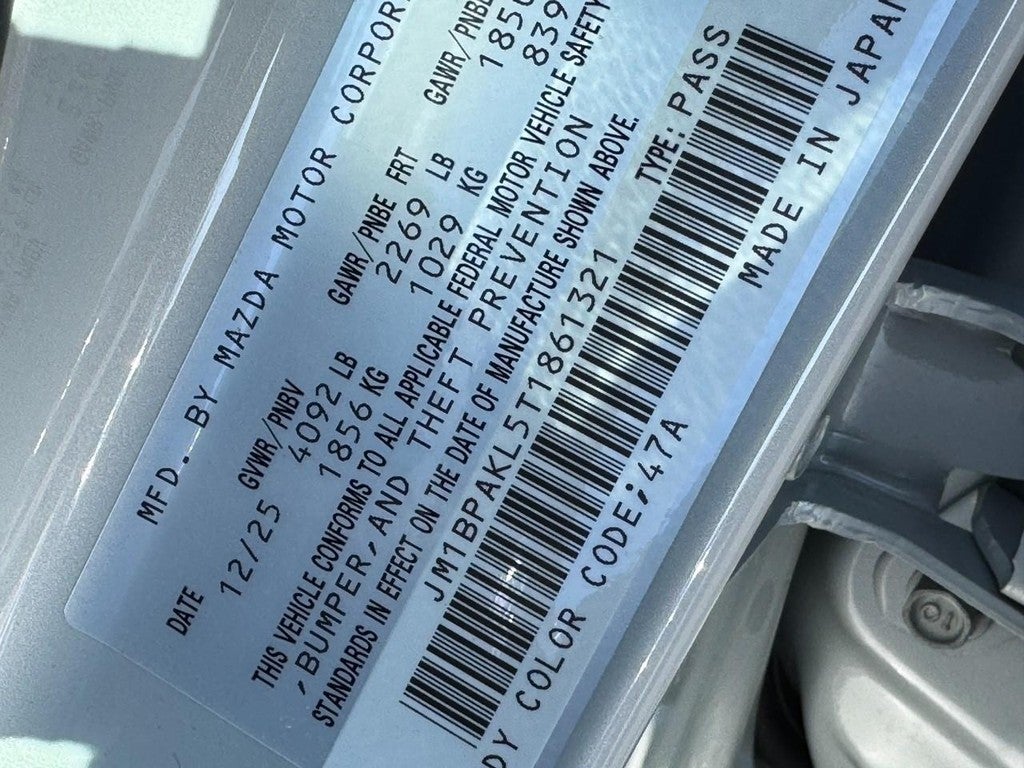 MFD. BY MAZDA MOTOR CORPOR
DATE GVWR/PNBV GAWR/PNBE FRT GAWR/PNBE
12/25 4092 LB 2269 LB 185
1856 KG 1029 KG 839
THIS VEHICLE CONFORMS TO ALL APPLICABLE FEDERAL MOTOR VEHICLE SAFETY
, BUMPER, AND THEFT PREVENTION
STANDARDS IN EFFECT ON THE DATE OF MANUFACTURE SHOWN ABOVE.
JM1BPAKL5T1861321 TYPE: PASS
DY COLOR CODE;47A MADE IN JAPAN
16